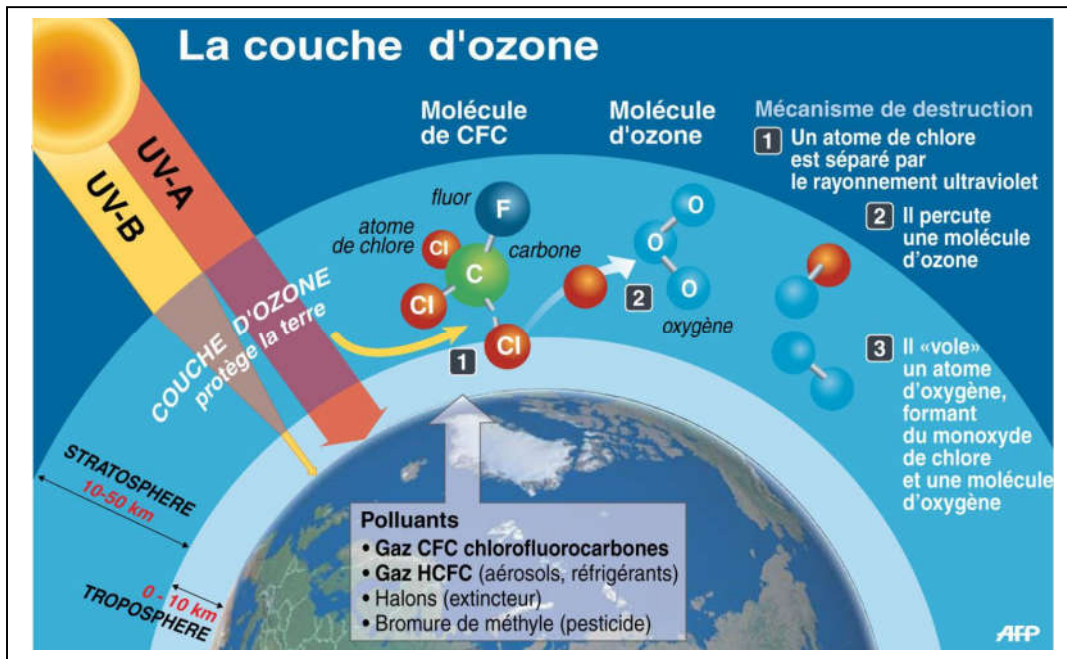 La couche d'ozone
UV-A
UV-B
COUCHE D'OZONE
protège la terre
STRATOSPHERE
10-50 km
0 - 10 km
TROPOSPHERE
Molécule
de CFC
fluor
atome
de chlore
carbone
F
Cl
C
Cl
Cl
1
Molécule
d'ozone
O
O
O
2
oxygène
Mécanisme de destruction
1 Un atome de chlore
est séparé par
le rayonnement ultraviolet
2 Il percute
une molécule
d'ozone
3 Il «vole»
un atome
d'oxygène,
formant
du monoxyde
de chlore
et une molécule
d'oxygène
Polluants
• Gaz CFC chlorofluorocarbones
• Gaz HCFC (aérosols, réfrigérants)
• Halons (extincteur)
• Bromure de méthyle (pesticide)
AFP